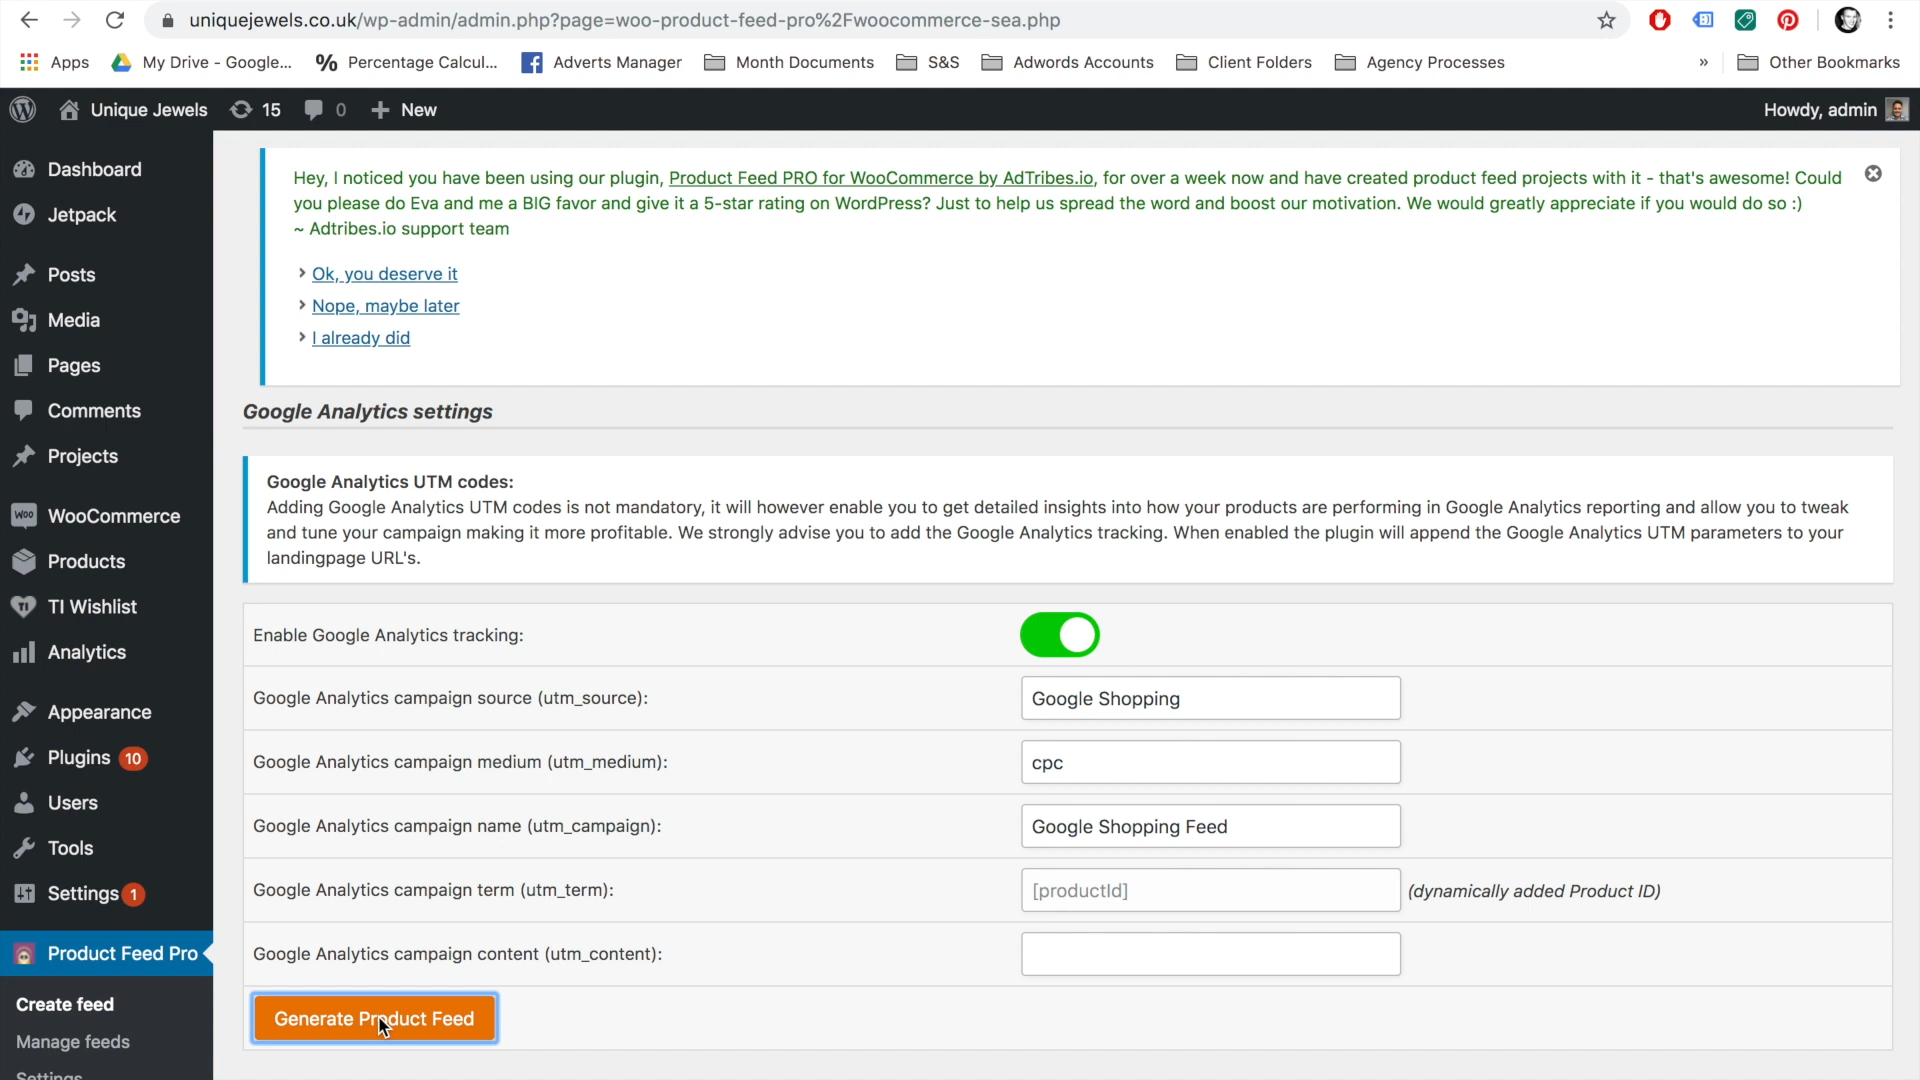 uniquejewels.co.uk/wp-admin/admin.php?page=woo-product-feed-pro%2Fwoocommerce-sea.php
Apps My Drive - Google... Percentage Calcul... Adverts Manager Month Documents S&S Adwords Accounts Client Folders Agency Processes » Other Bookmarks
Unique Jewels 15 0 New Howdy, admin
Dashboard
Jetpack
Posts
Media
Pages
Comments
Projects
WooCommerce
Products
TI Wishlist
Analytics
Appearance
Plugins 10
Users
Tools
Settings 1
Product Feed Pro
Create feed
Manage feeds
Settings
Hey, I noticed you have been using our plugin, Product Feed PRO for WooCommerce by AdTribes.io, for over a week now and have created product feed projects with it - that's awesome! Could
you please do Eva and me a BIG favor and give it a 5-star rating on WordPress? Just to help us spread the word and boost our motivation. We would greatly appreciate if you would do so :)
~ Adtribes.io support team
Ok, you deserve it
Nope, maybe later
I already did
Google Analytics settings
Google Analytics UTM codes:
Adding Google Analytics UTM codes is not mandatory, it will however enable you to get detailed insights into how your products are performing in Google Analytics reporting and allow you to tweak
and tune your campaign making it more profitable. We strongly advise you to add the Google Analytics tracking. When enabled the plugin will append the Google Analytics UTM parameters to your
landingpage URL's.
Enable Google Analytics tracking:
Google Analytics campaign source (utm_source): Google Shopping
Google Analytics campaign medium (utm_medium): cpc
Google Analytics campaign name (utm_campaign): Google Shopping Feed
Google Analytics campaign term (utm_term): [productId] (dynamically added Product ID)
Google Analytics campaign content (utm_content):
Generate Product Feed